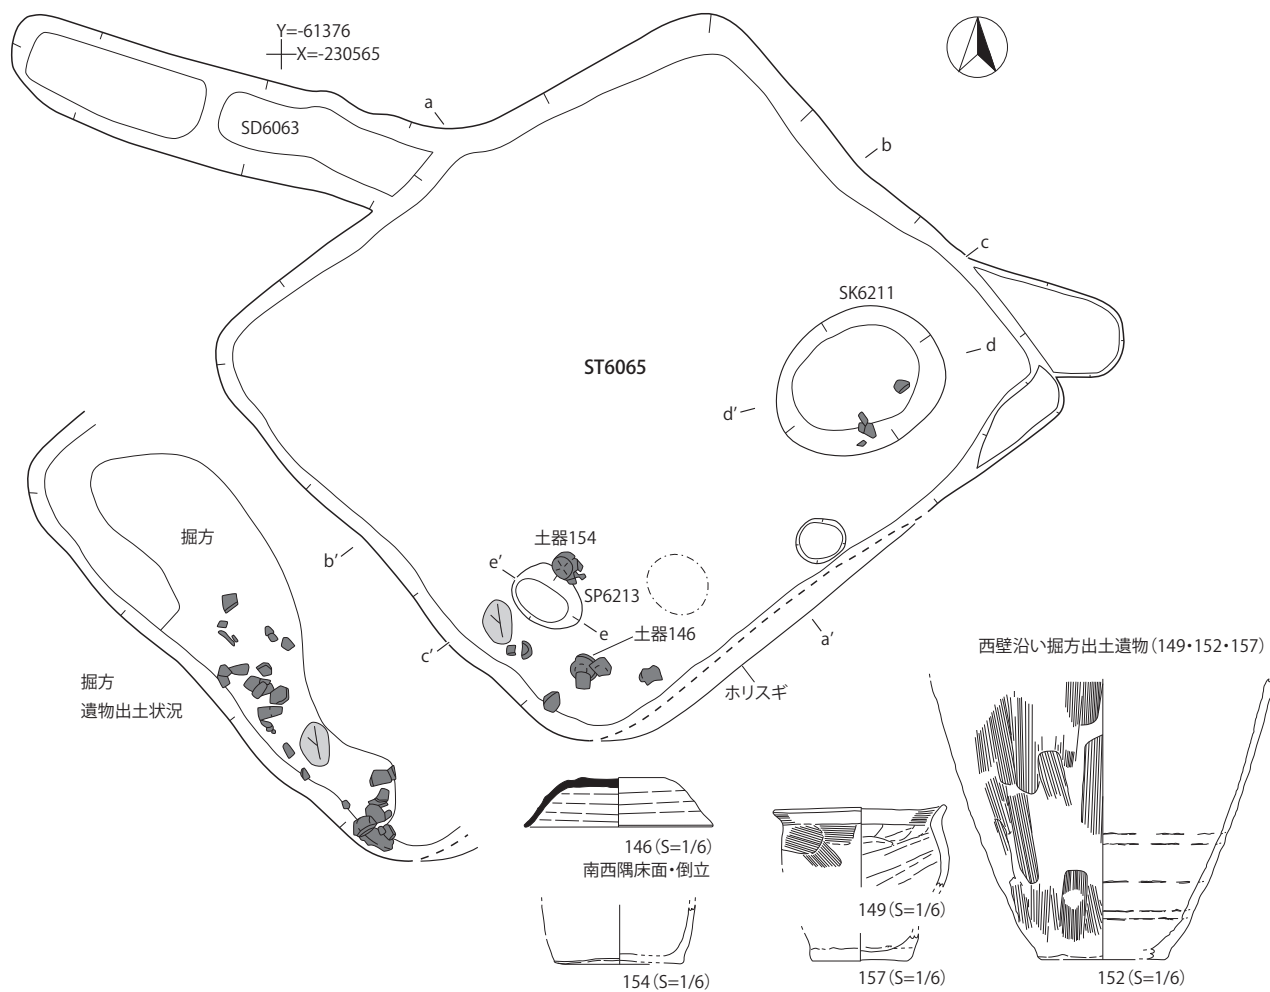 Y=-61376
X=-230565
a
SD6063
b
c
SK6211
d
ST6065
d’
掘方
土器154
e’
b’
SP6213
e
土器146
a’
c’
西壁沿い掘方出土遺物（149・152・157）
掘方
遺物出土状況
ホリスギ
146（S=1/6）
南西隅床面・倒立
149（S=1/6）
154（S=1/6）
157（S=1/6）
152（S=1/6）